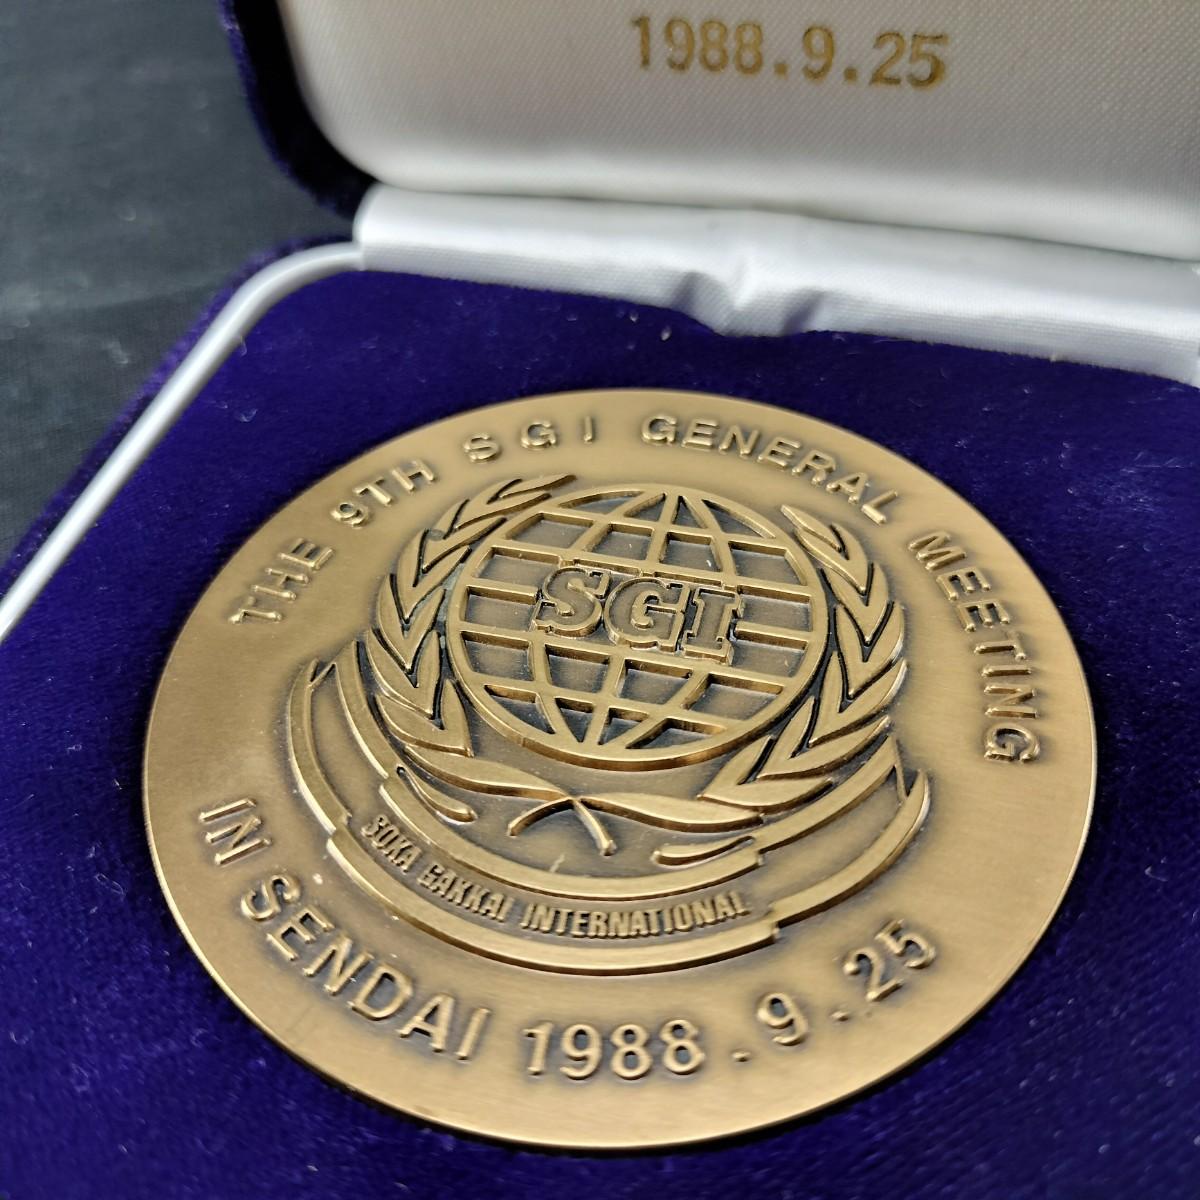 1988.9.25
THE 9TH SGI GENERAL MEETING
SGI
SOKA GAKKAI INTERNATIONAL
IN SENDAI 1988.9.25